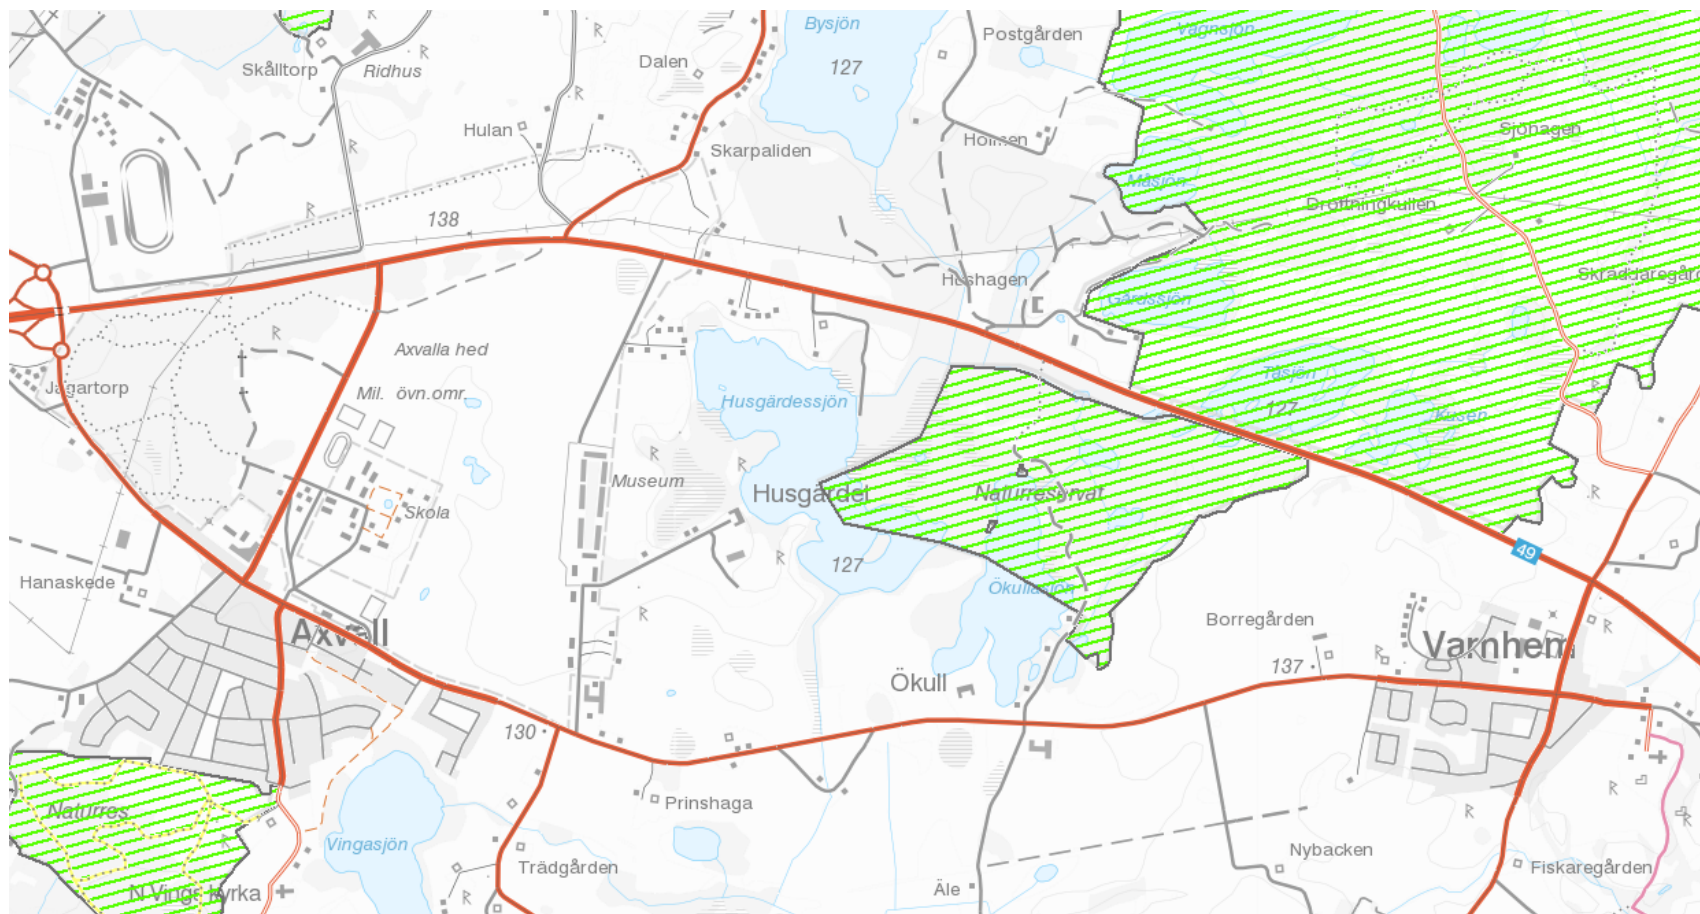 Bysjön
Vagnsjön
Postgården
Skålltorp
Ridhus
R
R
Dalen
127
R
Hulan
Sjöhagen
Holmen
R
Skarpaliden
Måsjön
R
138
Drottningkullen
Hushagen
Skräddaregård
Gårdssjön
R
Axvalla hed
Jägartorp
Mil. övn.omr.
Tåsjön
R
Husgärdessjön
127
Kusen
R
R
Museum
Husgärdet
Naturreservat
R
Skola
49
R
127
Hanaskede
Ökullasjön
R
Borregården
R
Axvall
Varnhem
R
137
Ökull
130
Prinshaga
Naturres
R
R
R
Vingasjön
Nybacken
Trädgården
Fiskaregården
N Vings kyrka
R
Äle